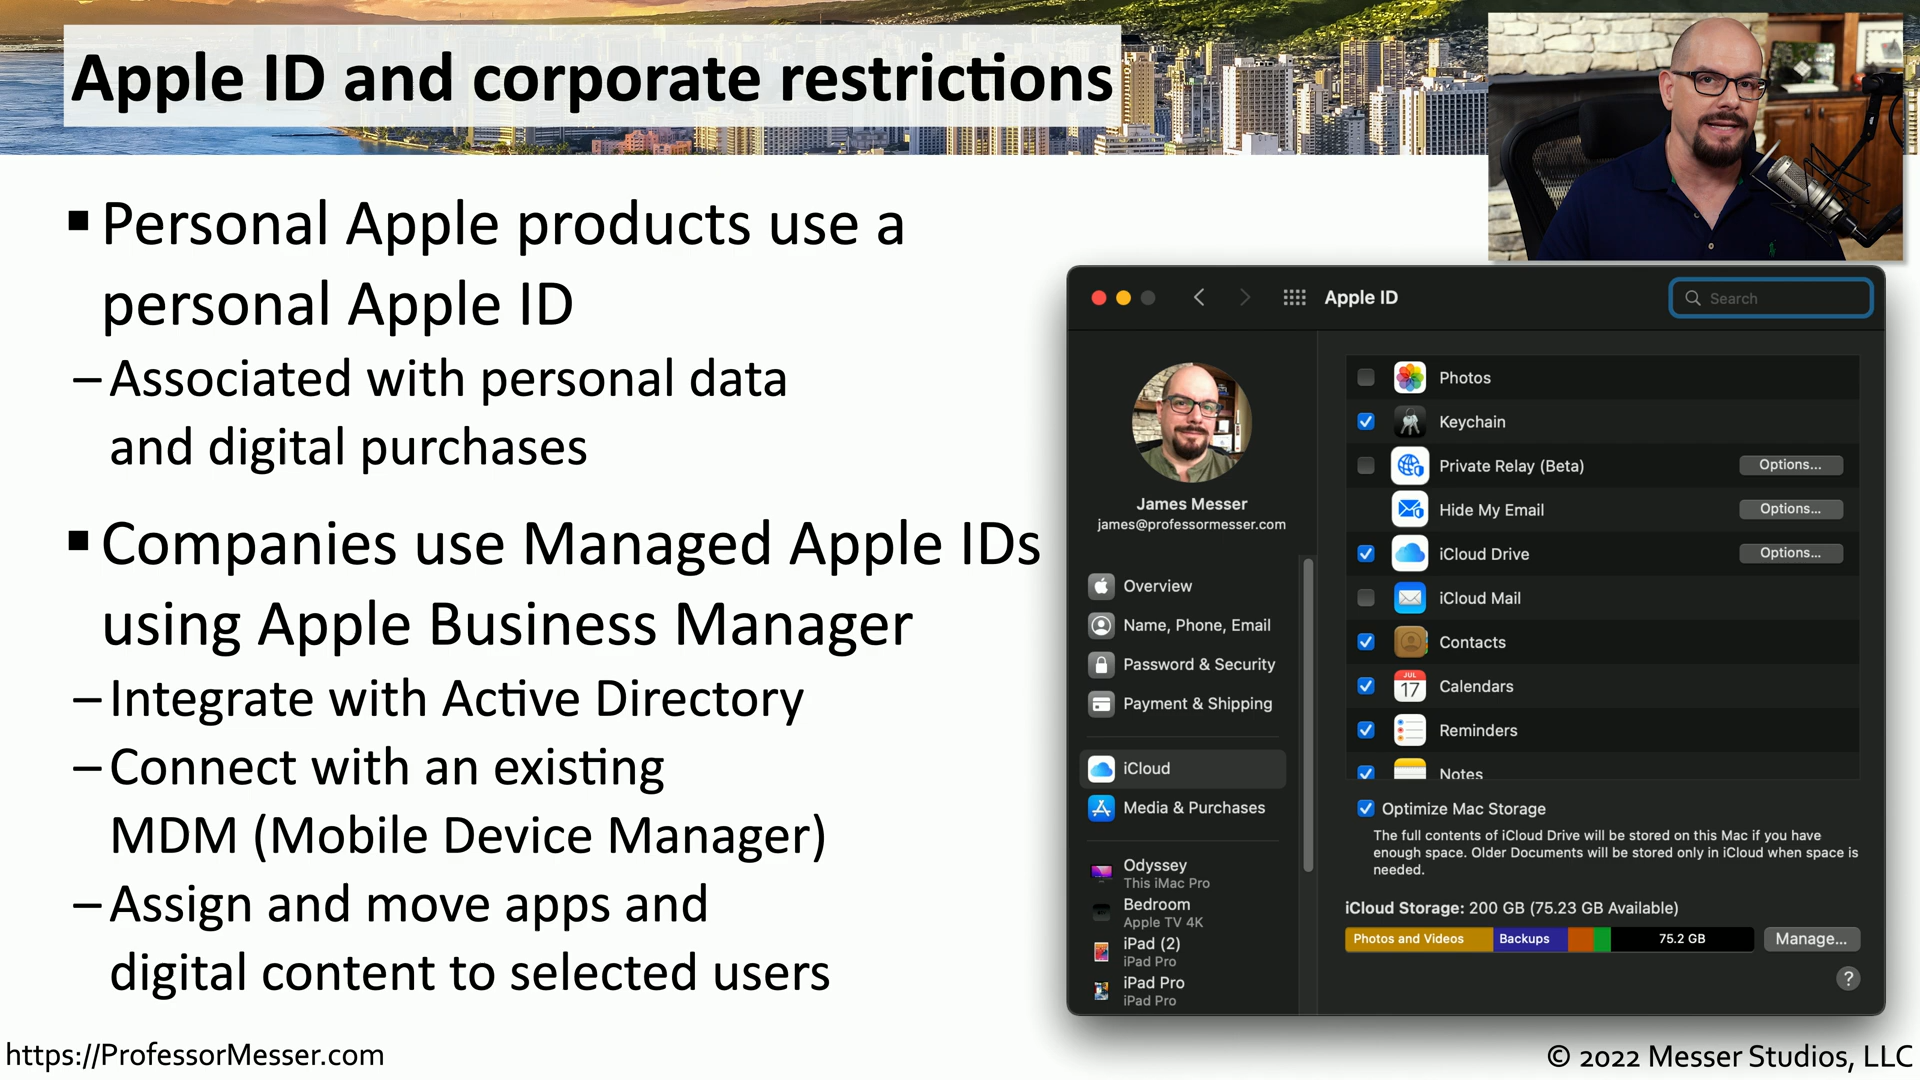 Apple ID and corporate restrictions
▪ Personal Apple products use a
personal Apple ID
– Associated with personal data
and digital purchases
▪ Companies use Managed Apple IDs
using Apple Business Manager
– Integrate with Active Directory
– Connect with an existing
MDM (Mobile Device Manager)
– Assign and move apps and
digital content to selected users
Apple ID
Search
James Messer
james@professormesser.com
Overview
Name, Phone, Email
Password & Security
Payment & Shipping
iCloud
Media & Purchases
Odyssey
This iMac Pro
Bedroom
Apple TV 4K
iPad (2)
iPad Pro
iPad Pro
iPad Pro
Photos
Keychain
Private Relay (Beta)
Options...
Hide My Email
Options...
iCloud Drive
Options...
iCloud Mail
Contacts
JUL
17
Calendars
Reminders
Notes
Optimize Mac Storage
The full contents of iCloud Drive will be stored on this Mac if you have
enough space. Older Documents will be stored only in iCloud when space is
needed.
iCloud Storage: 200 GB (75.23 GB Available)
Photos and Videos
Backups
75.2 GB
Manage...
?
https://ProfessorMesser.com
© 2022 Messer Studios, LLC